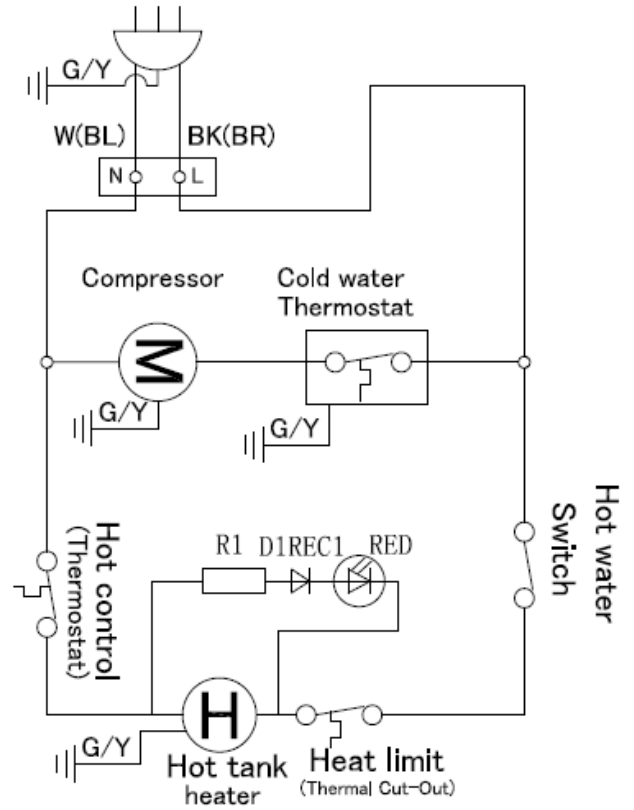 G/Y
W(BL) BK(BR)
N L
Compressor
Cold water
Thermostat
M
G/Y
G/Y
Hot water
Switch
Hot control
(Thermostat)
R1 D1REC1 RED
H
G/Y
Hot tank
heater
Heat limit
(Thermal Cut-Out)